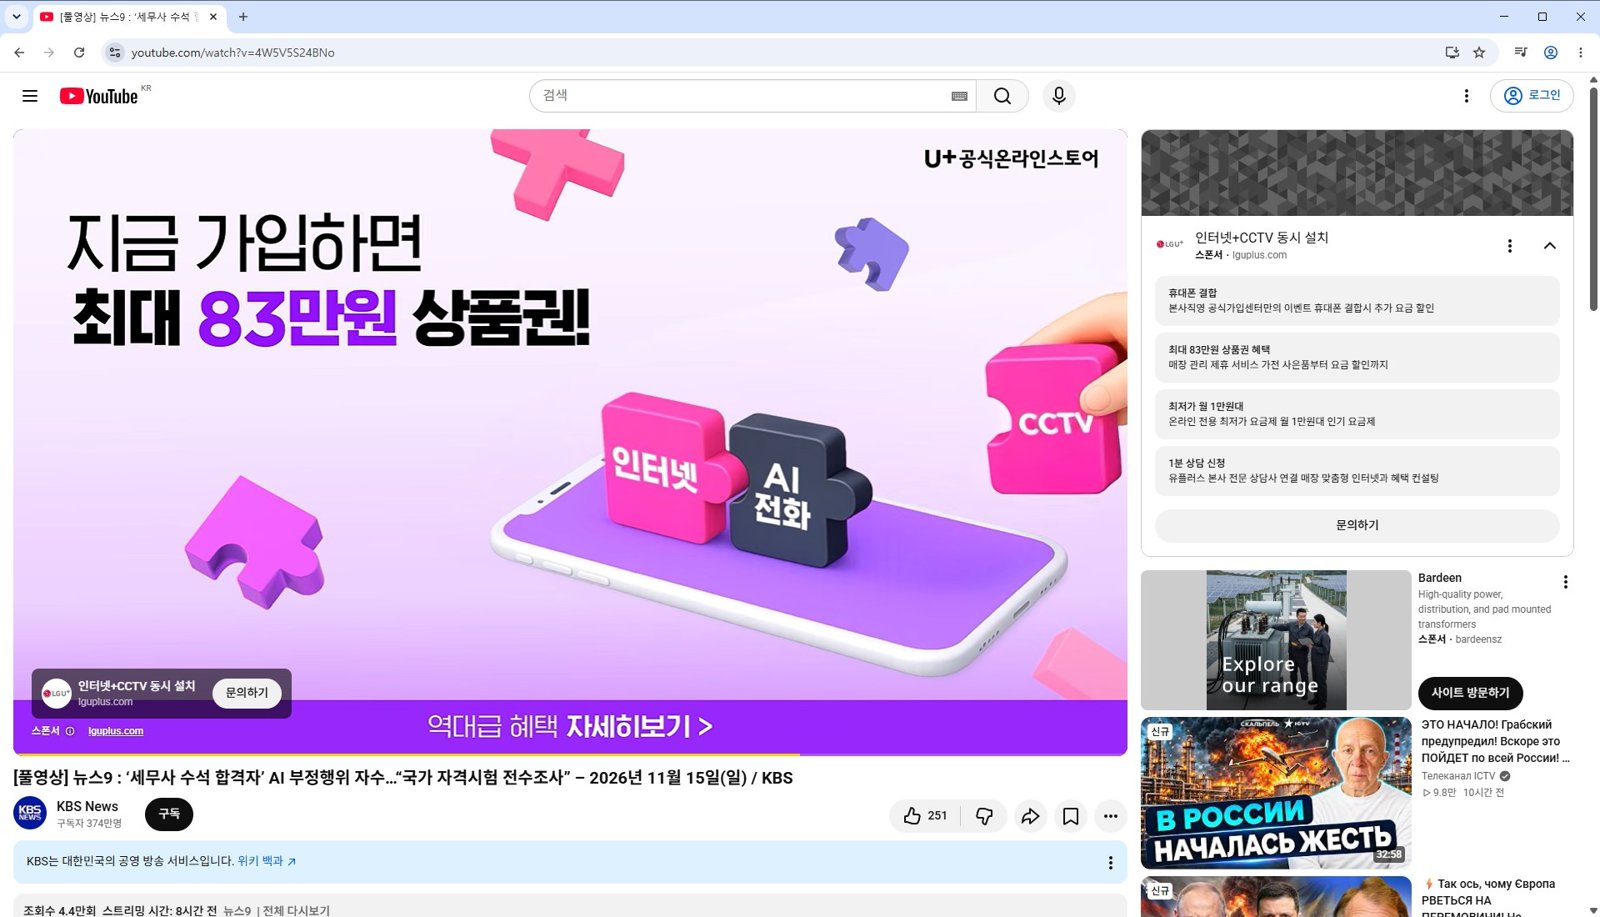 [풀영상] 뉴스9 : ‘세무사 수석 합
youtube.com/watch?v=4W5V5S24BNo
YouTube KR
검색
로그인
U+공식온라인스토어
지금 가입하면
최대 83만원 상품권!
인터넷
AI
전화
CCTV
LGU+
인터넷+CCTV 동시 설치
lguplus.com
문의하기
스폰서
lguplus.com
역대급 혜택 자세히보기 >
[풀영상] 뉴스9 : ‘세무사 수석 합격자’ AI 부정행위 자수…“국가 자격시험 전수조사” – 2026년 11월 15일(일) / KBS
KBS
NEWS
KBS News
구독자 374만명
구독
251
KBS는 대한민국의 공영 방송 서비스입니다. 위키 백과
조회수 4.4만회 스트리밍 시간: 8시간 전 뉴스9 | 전체 다시보기
LGU+
인터넷+CCTV 동시 설치
스폰서 · lguplus.com
휴대폰 결합
본사직영 공식가입센터만의 이벤트 휴대폰 결합시 추가 요금 할인
최대 83만원 상품권 혜택
매장 관리 제휴 서비스 가전 사은품부터 요금 할인까지
최저가 월 1만원대
온라인 전용 최저가 요금제 월 1만원대 인기 요금제
1분 상담 신청
유플러스 본사 전문 상담사 연결 매장 맞춤형 인터넷과 혜택 컨설팅
문의하기
Explore
our range
Bardeen
High-quality power,
distribution, and pad mounted
transformers
스폰서 · bardeensz
사이트 방문하기
신규
СКАЛЬПЕЛЬ ICTV
В РОССИИ
НАЧАЛАСЬ ЖЕСТЬ
32:58
ЭТО НАЧАЛО! Грабский
предупредил! Вскоре это
ПОЙДЕТ по всей России! ...
Телеканал ICTV
9.8만 10시간 전
신규
Так ось, чому Європа
РВЕТЬСЯ НА